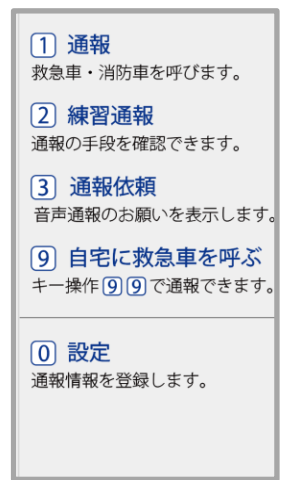 1 通報
救急車・消防車を呼びます。
2 練習通報
通報の手段を確認できます。
3 通報依頼
音声通報のお願いを表示します。
9 自宅に救急車を呼ぶ
キー操作99で通報できます。
0 設定
通報情報を登録します。